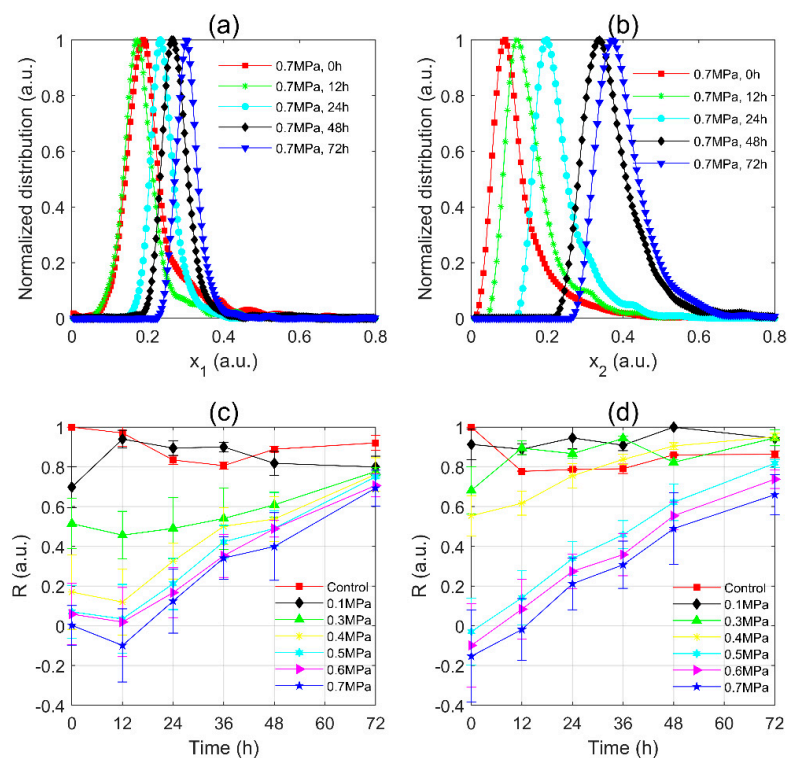 (a)
Normalized distribution (a.u.)
1
0.8
0.6
0.4
0.2
0
0.7MPa, 0h
0.7MPa, 12h
0.7MPa, 24h
0.7MPa, 48h
0.7MPa, 72h
0 0.2 0.4 0.6 0.8
x1 (a.u.)
(b)
Normalized distribution (a.u.)
1
0.8
0.6
0.4
0.2
0
0.7MPa, 0h
0.7MPa, 12h
0.7MPa, 24h
0.7MPa, 48h
0.7MPa, 72h
0 0.2 0.4 0.6 0.8
x2 (a.u.)
(c)
R (a.u.)
1
0.8
0.6
0.4
0.2
0
-0.2
-0.4
Control
0.1MPa
0.3MPa
0.4MPa
0.5MPa
0.6MPa
0.7MPa
0 12 24 36 48 72
Time (h)
(d)
R (a.u.)
1
0.8
0.6
0.4
0.2
0
-0.2
-0.4
Control
0.1MPa
0.3MPa
0.4MPa
0.5MPa
0.6MPa
0.7MPa
0 12 24 36 48 72
Time (h)